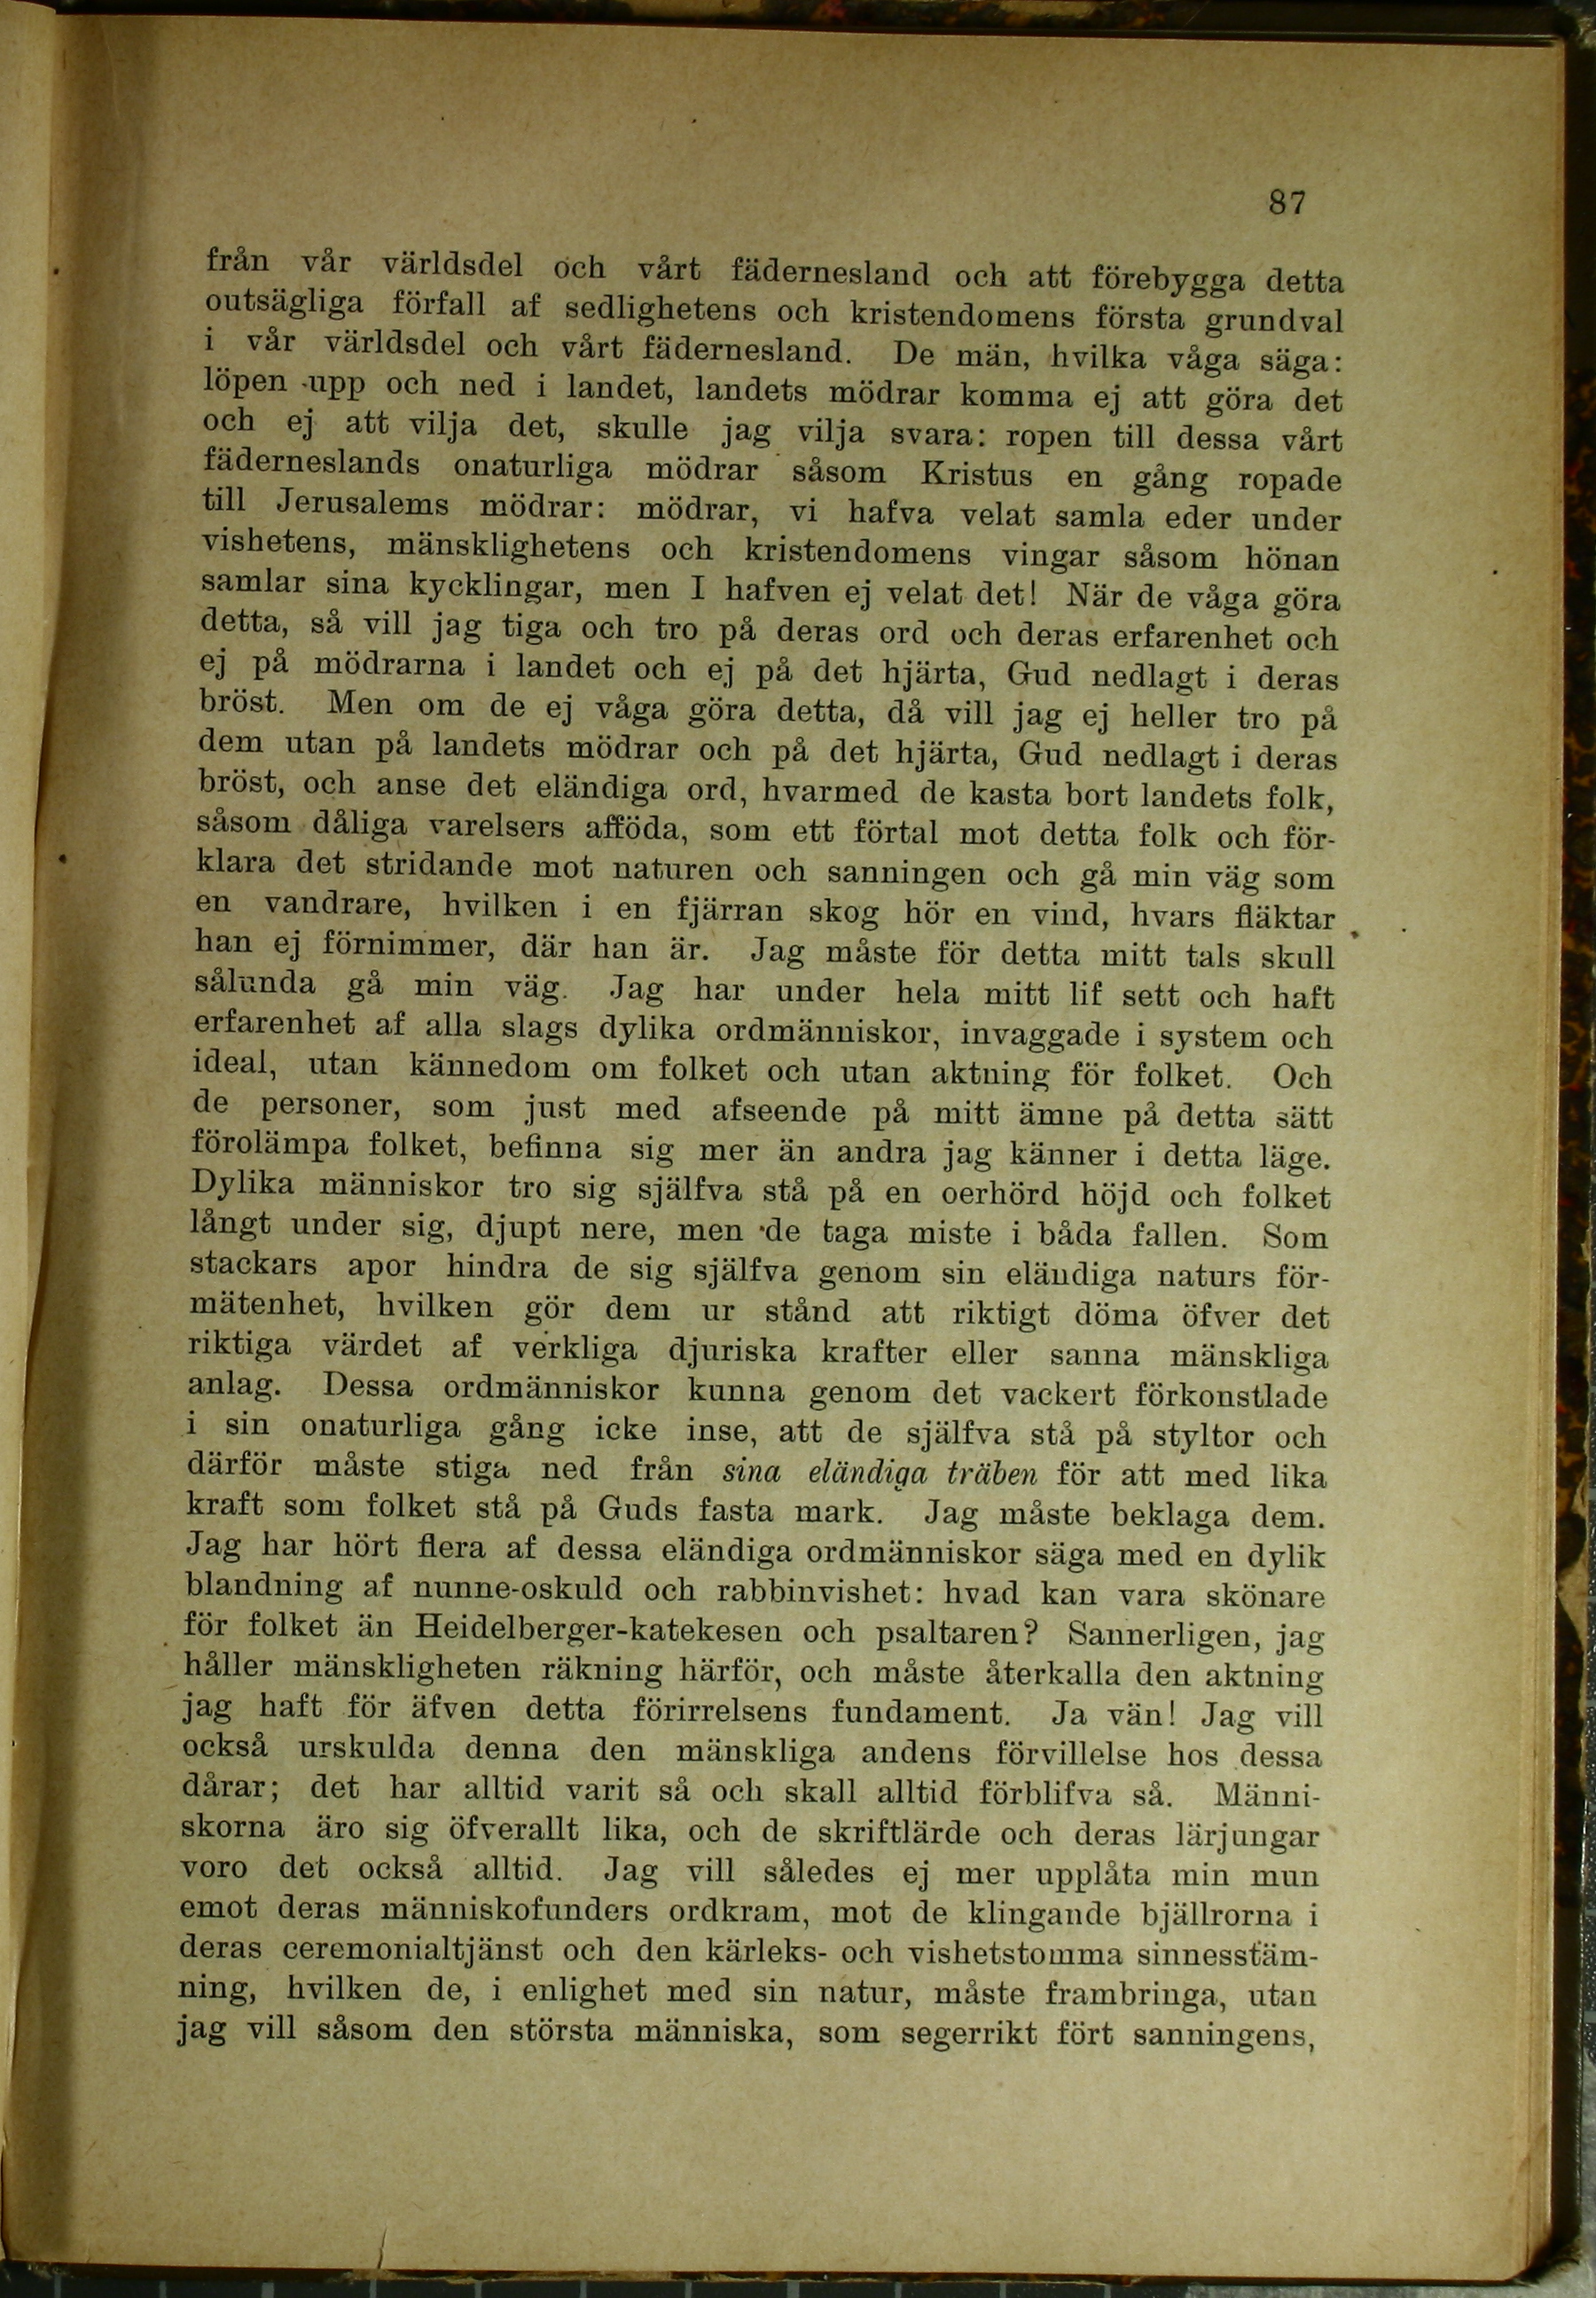 87
från vår världsdel och vårt fädernesland och att förebygga detta
outsägliga förfall af sedlighetens och kristendomens första grundval
i vår världsdel och vårt fädernesland. De män, hvilka våga säga:
löpen upp och ned i landet, landets mödrar komma ej att göra det
och ej att vilja det, skulle jag vilja svara: ropen till dessa vårt
fäderneslands onaturliga mödrar såsom Kristus en gång ropade
till Jerusalems mödrar: mödrar, vi hafva velat samla eder under
vishetens, mänsklighetens och kristendomens vingar såsom hönan
samlar sina kycklingar, men I hafven ej velat det! När de våga göra
detta, så vill jag tiga och tro på deras ord och deras erfarenhet och
ej på mödrarna i landet och ej på det hjärta, Gud nedlagt i deras
bröst. Men om de ej våga göra detta, då vill jag ej heller tro på
dem utan på landets mödrar och på det hjärta, Gud nedlagt i deras
bröst, och anse det eländiga ord, hvarmed de kasta bort landets folk,
såsom dåliga varelsers afföda, som ett förtal mot detta folk och för-
klara det stridande mot naturen och sanningen och gå min väg som
en vandrare, hvilken i en fjärran skog hör en vind, hvars fläktar
han ej förnimmer, där han är. Jag måste för detta mitt tals skull
sålunda gå min väg. Jag har under hela mitt lif sett och haft
erfarenhet af alla slags dylika ordmänniskor, invaggade i system och
ideal, utan kännedom om folket och utan aktning för folket. Och
de personer, som just med afseende på mitt ämne på detta sätt
förolämpa folket, befinna sig mer än andra jag känner i detta läge.
Dylika människor tro sig själfva stå på en oerhörd höjd och folket
långt under sig, djupt nere, men de taga miste i båda fallen. Som
stackars apor hindra de sig själfva genom sin eländiga naturs för-
mätenhet, hvilken gör dem ur stånd att riktigt döma öfver det
riktiga värdet af verkliga djuriska krafter eller sanna mänskliga
anlag. Dessa ordmänniskor kunna genom det vackert förkonstlade
i sin onaturliga gång icke inse, att de själfva stå på styltor och
därför måste stiga ned från sina eländiga träben för att med lika
kraft som folket stå på Guds fasta mark. Jag måste beklaga dem.
Jag har hört flera af dessa eländiga ordmänniskor säga med en dylik
blandning af nunne-oskuld och rabbinvishet: hvad kan vara skönare
för folket än Heidelberger-katekesen och psaltaren? Sannerligen, jag
håller mänskligheten räkning härför, och måste återkalla den aktning
jag haft för äfven detta förirrelsens fundament. Ja vän! Jag vill
också urskulda denna den mänskliga andens förvillelse hos dessa
dårar; det har alltid varit så och skall alltid förblifva så. Männi-
skorna äro sig öfverallt lika, och de skriftlärde och deras lärjungar
voro det också alltid. Jag vill således ej mer upplåta min mun
emot deras människofunders ordkram, mot de klingande bjällrorna i
deras ceremonialtjänst och den kärleks- och vishetstomma sinnesstäm-
ning, hvilken de, i enlighet med sin natur, måste frambringa, utan
jag vill såsom den största människa, som segerrikt fört sanningens,